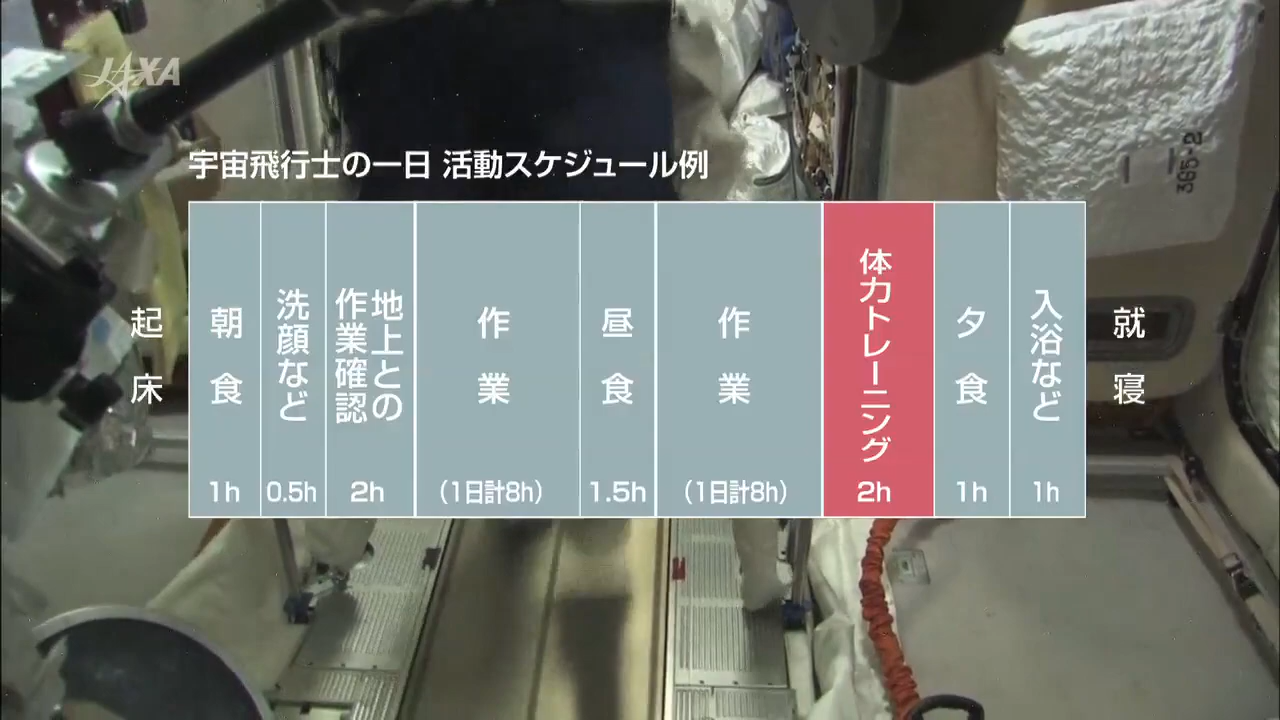 JAXA
365-2
宇宙飛行士の一日 活動スケジュール例
起床
朝食
1h
洗顔など
0.5h
地上との
作業確認
2h
作業
（1日計8h）
昼食
1.5h
作業
（1日計8h）
体力トレーニング
2h
夕食
1h
入浴など
1h
就寝